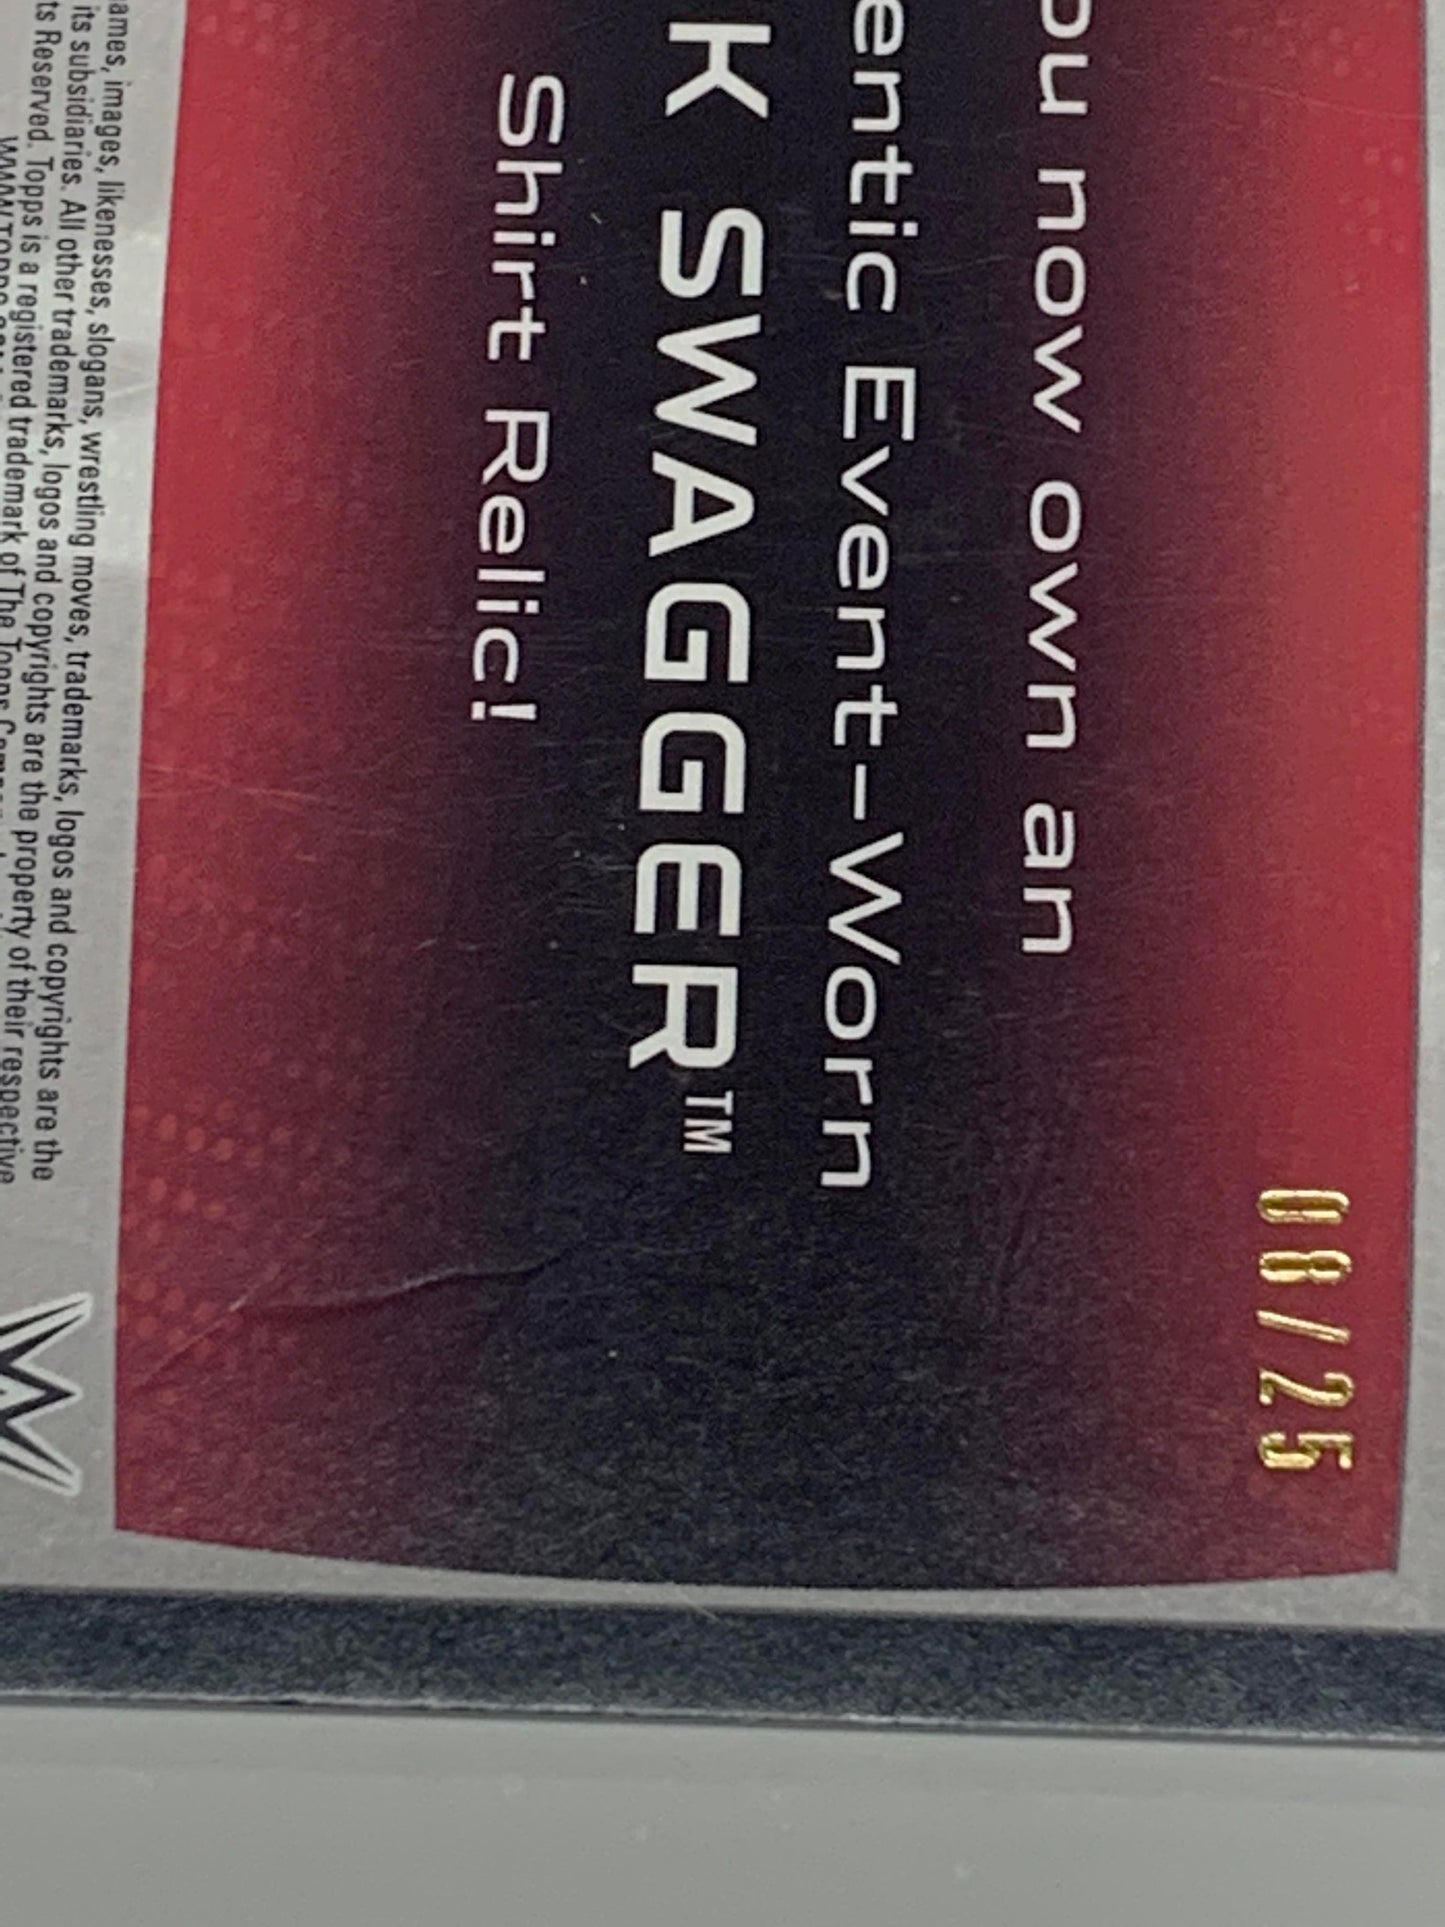 08/25
ou now own an
entic Event-Worn
K SWAGGER™
Shirt Relic!
ames, images, likenesses, slogans, wrestling moves, trademarks, logos and copyrights are the
its subsidiaries. All other trademarks, logos and copyrights are the property of their respective
ts Reserved. Topps is a registered trademark of The Topps
W